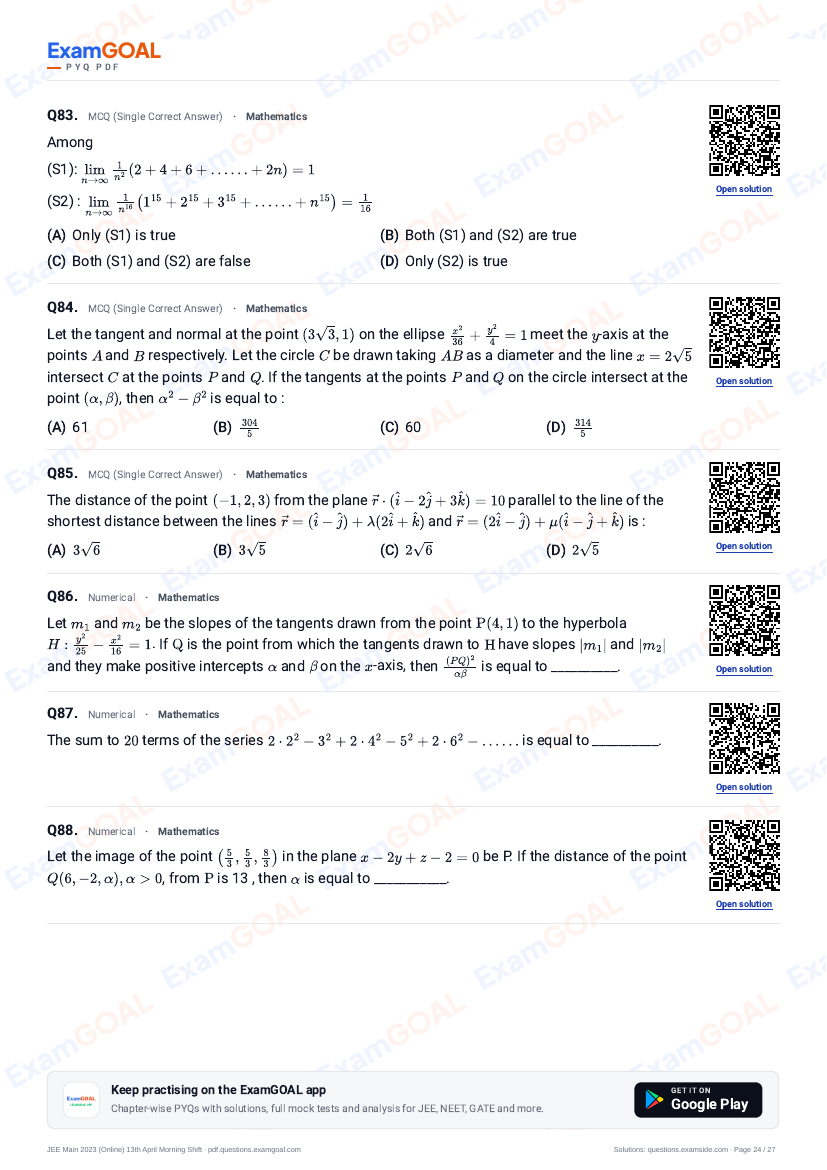 ExamGOAL
PYQ PDF
Q83. MCQ (Single Correct Answer) · Mathematics
Among
(S1): lim n→∞ 1/n² (2 + 4 + 6 + ...... + 2n) = 1
(S2) : lim n→∞ 1/n¹⁶ (1¹⁵ + 2¹⁵ + 3¹⁵ + ...... + n¹⁵) = 1/16
(A) Only (S1) is true (B) Both (S1) and (S2) are true
(C) Both (S1) and (S2) are false (D) Only (S2) is true
Open solution
Q84. MCQ (Single Correct Answer) · Mathematics
Let the tangent and normal at the point (3√3, 1) on the ellipse x²/36 + y²/4 = 1 meet the y-axis at the
points A and B respectively. Let the circle C be drawn taking AB as a diameter and the line x = 2√5
intersect C at the points P and Q. If the tangents at the points P and Q on the circle intersect at the
point (α, β), then α² − β² is equal to :
(A) 61 (B) 304/5 (C) 60 (D) 314/5
Open solution
Q85. MCQ (Single Correct Answer) · Mathematics
The distance of the point (−1, 2, 3) from the plane r⃗ · (î − 2ĵ + 3k̂) = 10 parallel to the line of the
shortest distance between the lines r⃗ = (î − ĵ) + λ(2î + k̂) and r⃗ = (2î − ĵ) + μ(î − ĵ + k̂) is :
(A) 3√6 (B) 3√5 (C) 2√6 (D) 2√5
Open solution
Q86. Numerical · Mathematics
Let m₁ and m₂ be the slopes of the tangents drawn from the point P(4, 1) to the hyperbola
H : y²/25 − x²/16 = 1. If Q is the point from which the tangents drawn to H have slopes |m₁| and |m₂|
and they make positive intercepts α and β on the x-axis, then (PQ)²/αβ is equal to __________.
Open solution
Q87. Numerical · Mathematics
The sum to 20 terms of the series 2 · 2² − 3² + 2 · 4² − 5² + 2 · 6² − ...... is equal to __________.
Open solution
Q88. Numerical · Mathematics
Let the image of the point (5/3, 5/3, 8/3) in the plane x − 2y + z − 2 = 0 be P. If the distance of the point
Q(6, −2, α), α > 0, from P is 13 , then α is equal to ___________.
Open solution
Keep practising on the ExamGOAL app
Chapter-wise PYQs with solutions, full mock tests and analysis for JEE, NEET, GATE and more.
ExamGOAL
GET IT ON
Google Play
JEE Main 2023 (Online) 13th April Morning Shift · pdf.questions.examgoal.com
Solutions: questions.examside.com · Page 24 / 27